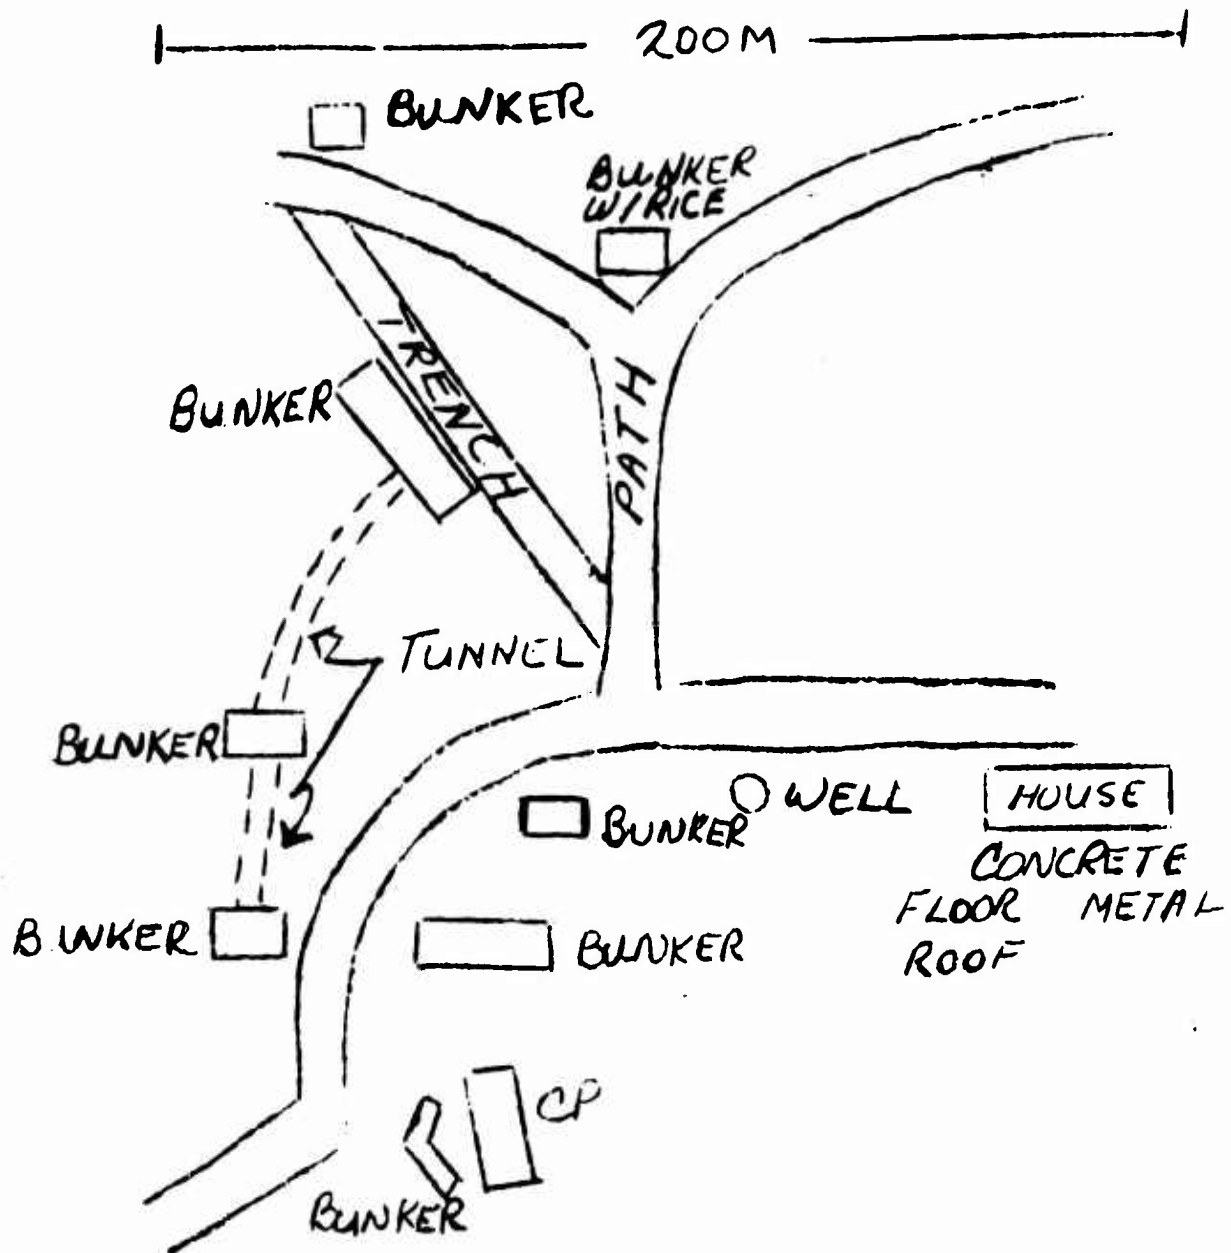 200M
BUNKER
BUNKER
W/RICE
TRENCH
BUNKER
PATH
TUNNEL
BUNKER
WELL
HOUSE
BUNKER
CONCRETE
FLOOR METAL
ROOF
BUNKER
BUNKER
CP
BUNKER